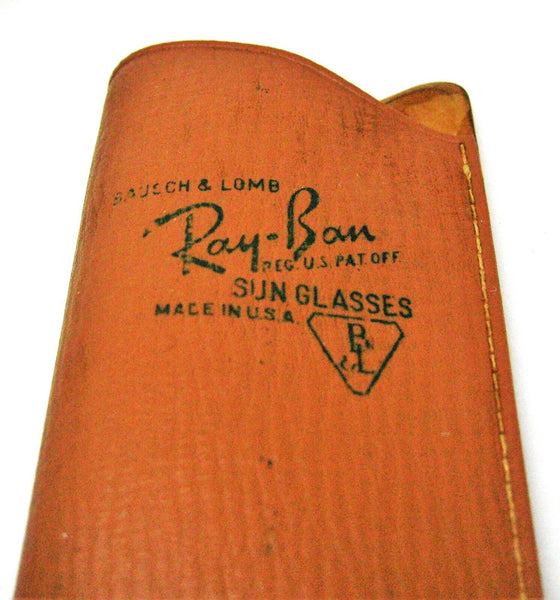 BAUSCH & LOMB
Ray-Ban
REG. U.S. PAT. OFF.
SUN GLASSES
MADE IN U.S.A.
B&L